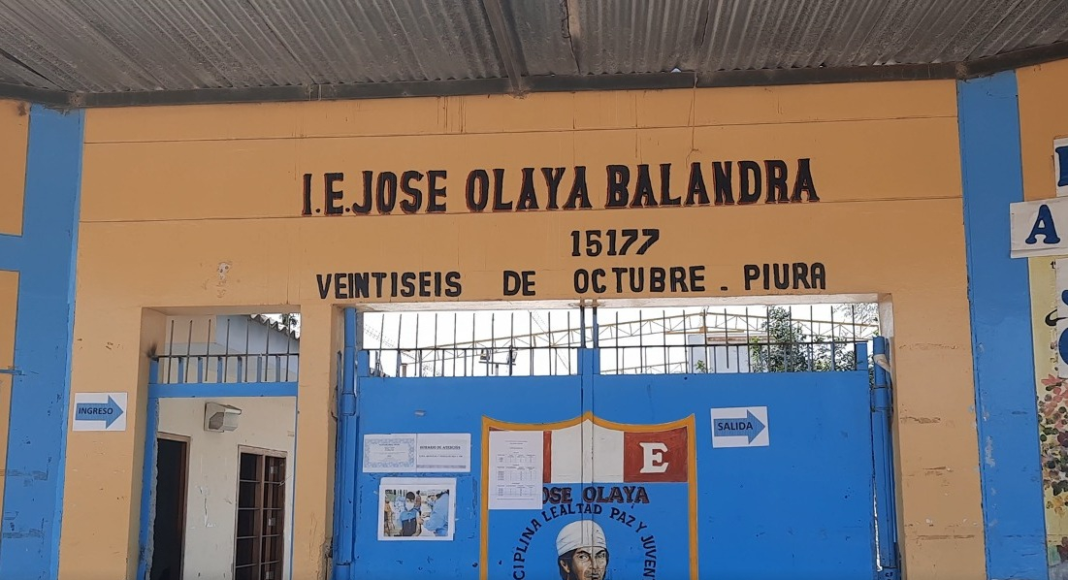 I.E. JOSE OLAYA BALANDRA
15177
VEINTISEIS DE OCTUBRE - PIURA
INGRESO
SALIDA
E
JOSE OLAYA
CIPLINA LEALTAD PAZ Y JUVEN
A